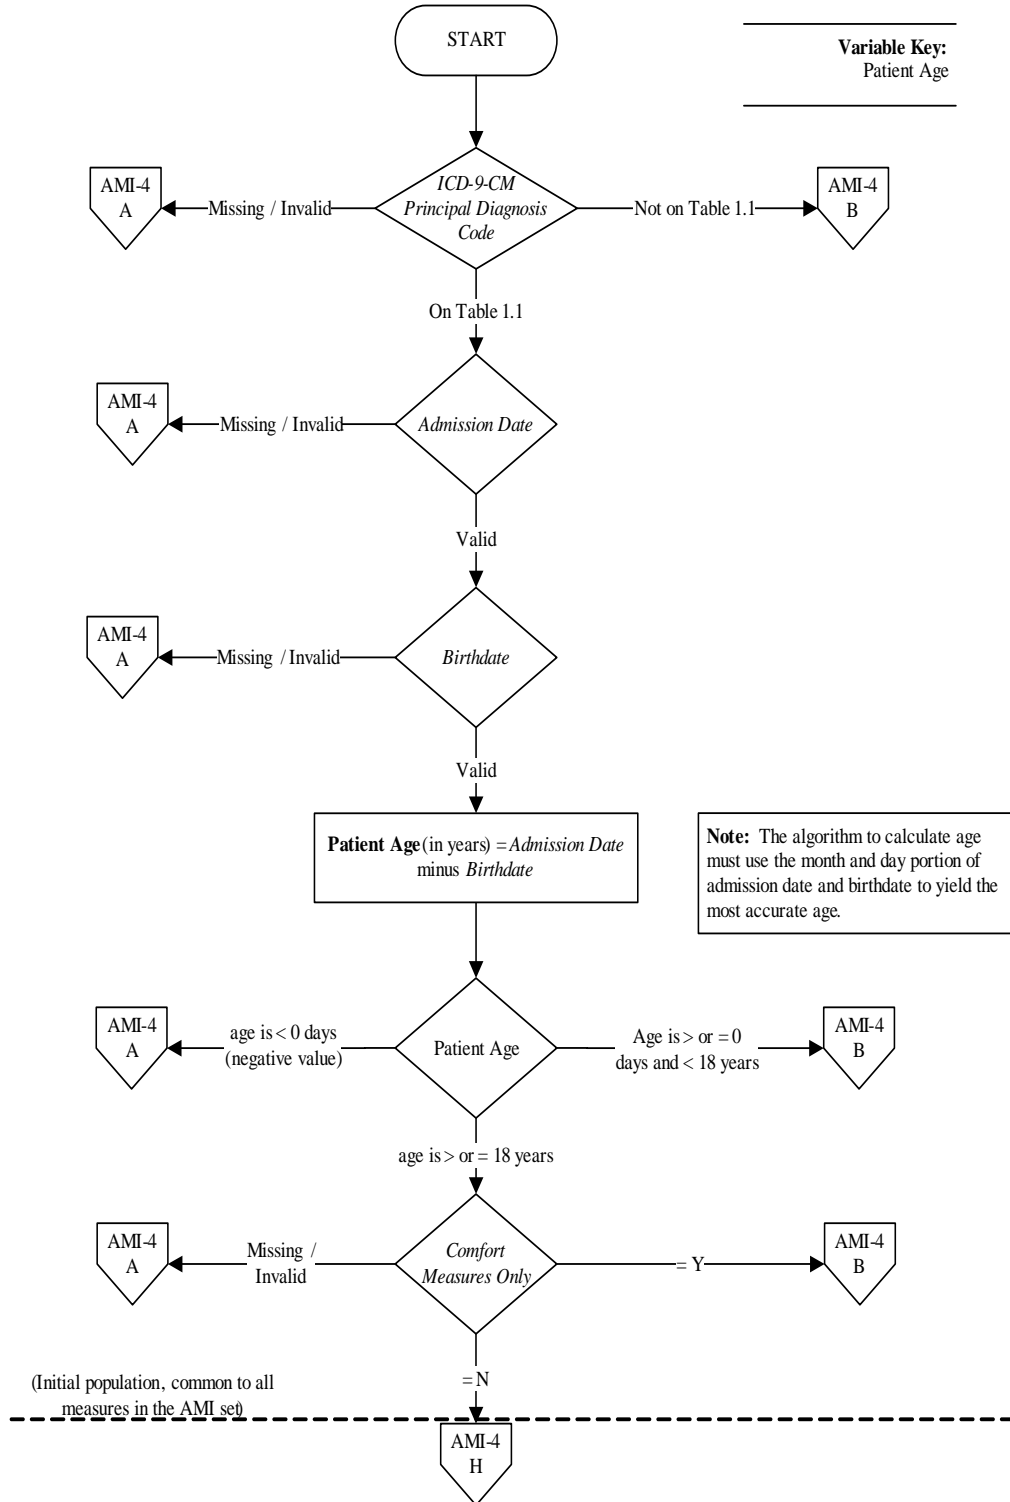 START
Variable Key:
Patient Age
AMI-4
A
Missing / Invalid
ICD-9-CM
Principal Diagnosis
Code
Not on Table 1.1
AMI-4
B
On Table 1.1
AMI-4
A
Missing / Invalid
Admission Date
Valid
AMI-4
A
Missing / Invalid
Birthdate
Valid
Patient Age (in years) = Admission Date
minus Birthdate
Note: The algorithm to calculate age
must use the month and day portion of
admission date and birthdate to yield the
most accurate age.
AMI-4
A
age is < 0 days
(negative value)
Patient Age
Age is > or = 0
days and < 18 years
AMI-4
B
age is > or = 18 years
AMI-4
A
Missing /
Invalid
Comfort
Measures Only
= Y
AMI-4
B
= N
(Initial population, common to all
measures in the AMI set)
AMI-4
H